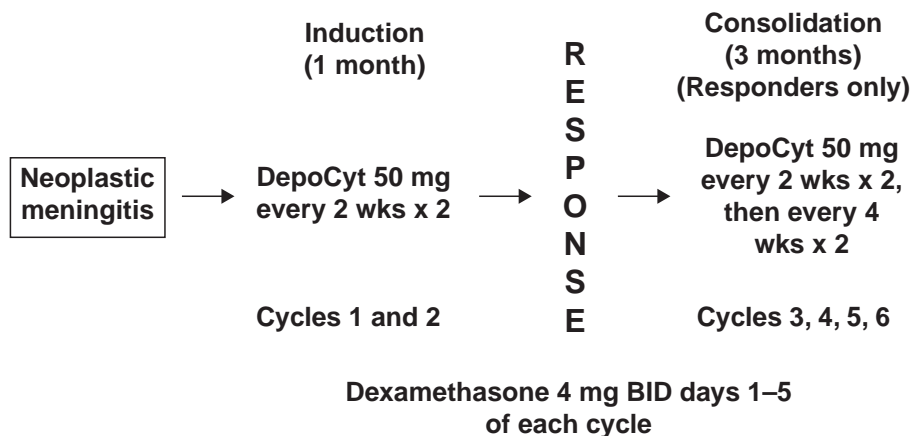 Induction
(1 month)
RESPONSE
Consolidation
(3 months)
(Responders only)
Neoplastic
meningitis
DepoCyt 50 mg
every 2 wks x 2
DepoCyt 50 mg
every 2 wks x 2,
then every 4
wks x 2
Cycles 1 and 2
Cycles 3, 4, 5, 6
Dexamethasone 4 mg BID days 1–5
of each cycle